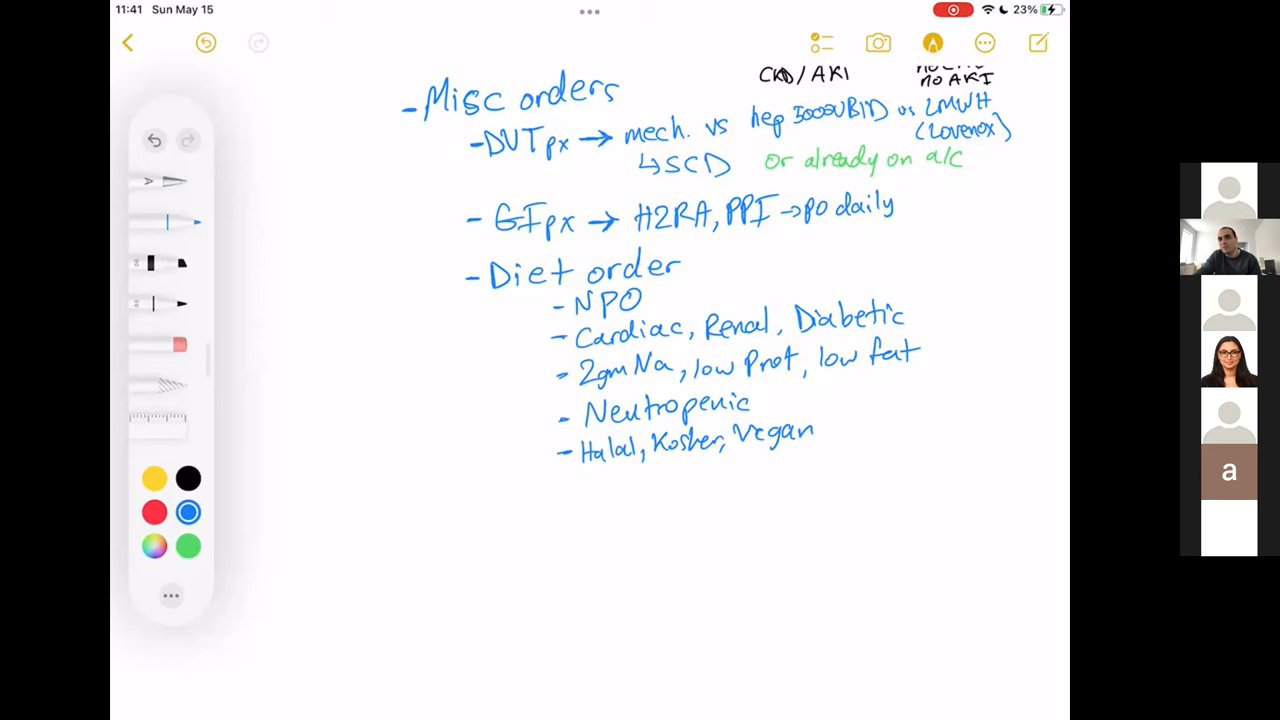 11:41 Sun May 15
23%
CKD/AKI
no AKI
- Misc orders
- DVT px → mech. vs hep 5000U BID vs LMWH
(Lovenox)
↳ SCD or already on a/c
- GI px → H2RA, PPI → po daily
- Diet order
- NPO
- Cardiac, Renal, Diabetic
- 2gm Na, low Prot, low fat
- Neutropenic
- Halal, Kosher, Vegan
a